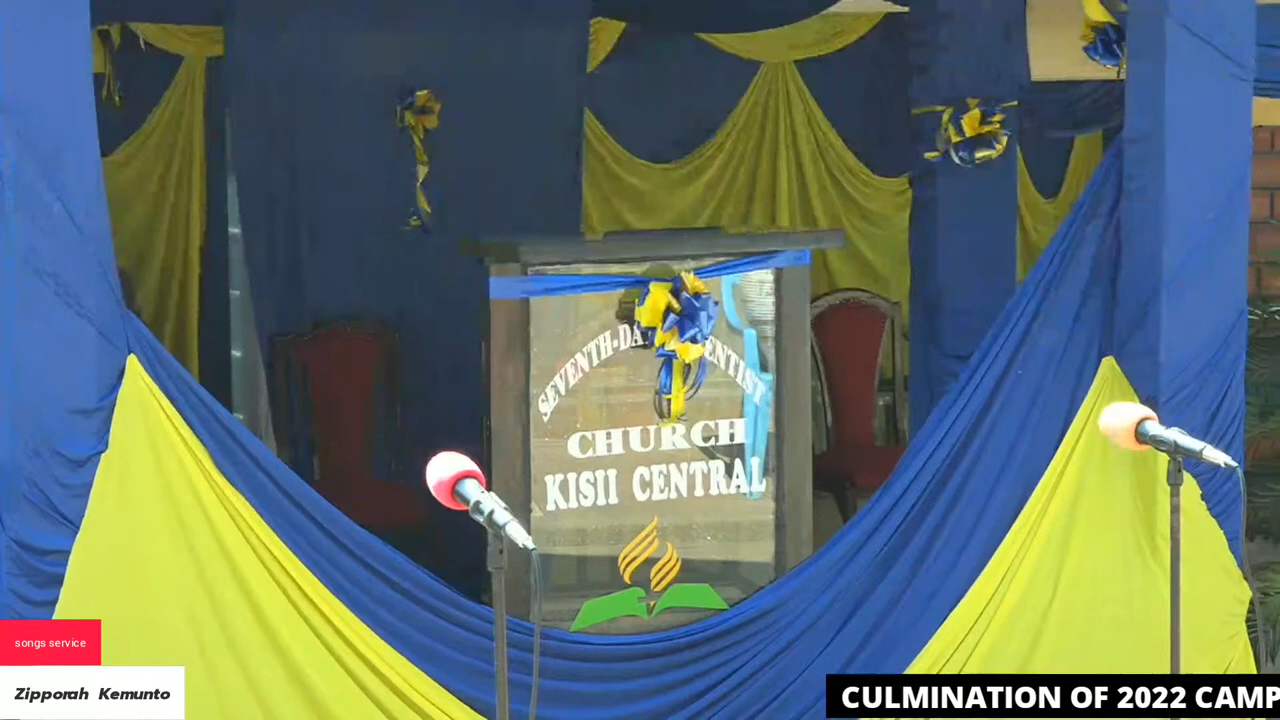 SEVENTH-DA ENTIST
CHURCH
KISII CENTRAL
songs service
Zipporah Kemunto
CULMINATION OF 2022 CAMP